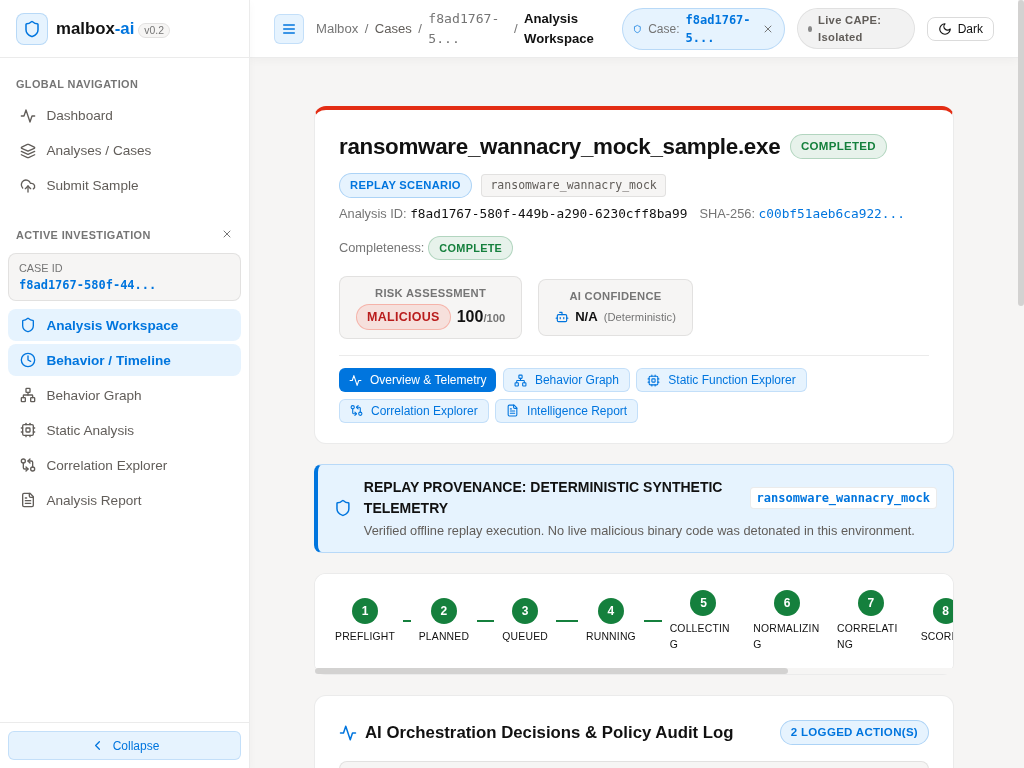 malbox-ai v0.2
GLOBAL NAVIGATION
Dashboard
Analyses / Cases
Submit Sample
ACTIVE INVESTIGATION
CASE ID
f8ad1767-580f-44...
Analysis Workspace
Behavior / Timeline
Behavior Graph
Static Analysis
Correlation Explorer
Analysis Report
Collapse
Malbox / Cases / f8ad1767-5... / Analysis Workspace
Case: f8ad1767-5...
Live CAPE: Isolated
Dark
ransomware_wannacry_mock_sample.exe COMPLETED
REPLAY SCENARIO ransomware_wannacry_mock
Analysis ID: f8ad1767-580f-449b-a290-6230cff8ba99 SHA-256: c00bf51aeb6ca922...
Completeness: COMPLETE
RISK ASSESSMENT
MALICIOUS 100/100
AI CONFIDENCE
N/A (Deterministic)
Overview & Telemetry Behavior Graph Static Function Explorer
Correlation Explorer Intelligence Report
REPLAY PROVENANCE: DETERMINISTIC SYNTHETIC
TELEMETRY
ransomware_wannacry_mock
Verified offline replay execution. No live malicious binary code was detonated in this environment.
1 PREFLIGHT
2 PLANNED
3 QUEUED
4 RUNNING
5 COLLECTING
6 NORMALIZING
7 CORRELATING
8
AI Orchestration Decisions & Policy Audit Log 2 LOGGED ACTION(S)